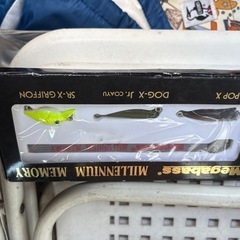 Megabass MILLENNIUM MEMORY
POP X
DOG-X Jr. COAYU
SR-X GRIFFON